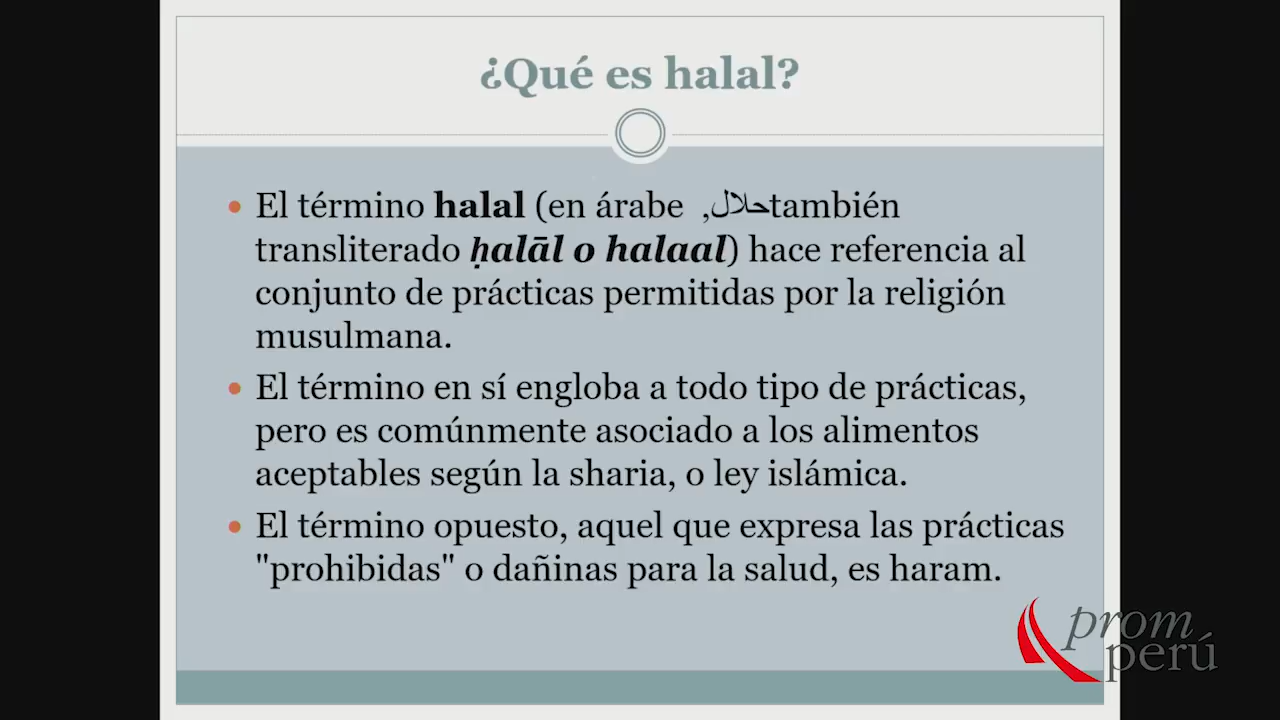 ¿Qué es halal?
El término halal (en árabe حلال, también
transliterado ḥalāl o halaal) hace referencia al
conjunto de prácticas permitidas por la religión
musulmana.
El término en sí engloba a todo tipo de prácticas,
pero es comúnmente asociado a los alimentos
aceptables según la sharia, o ley islámica.
El término opuesto, aquel que expresa las prácticas
"prohibidas" o dañinas para la salud, es haram.
prom
perú